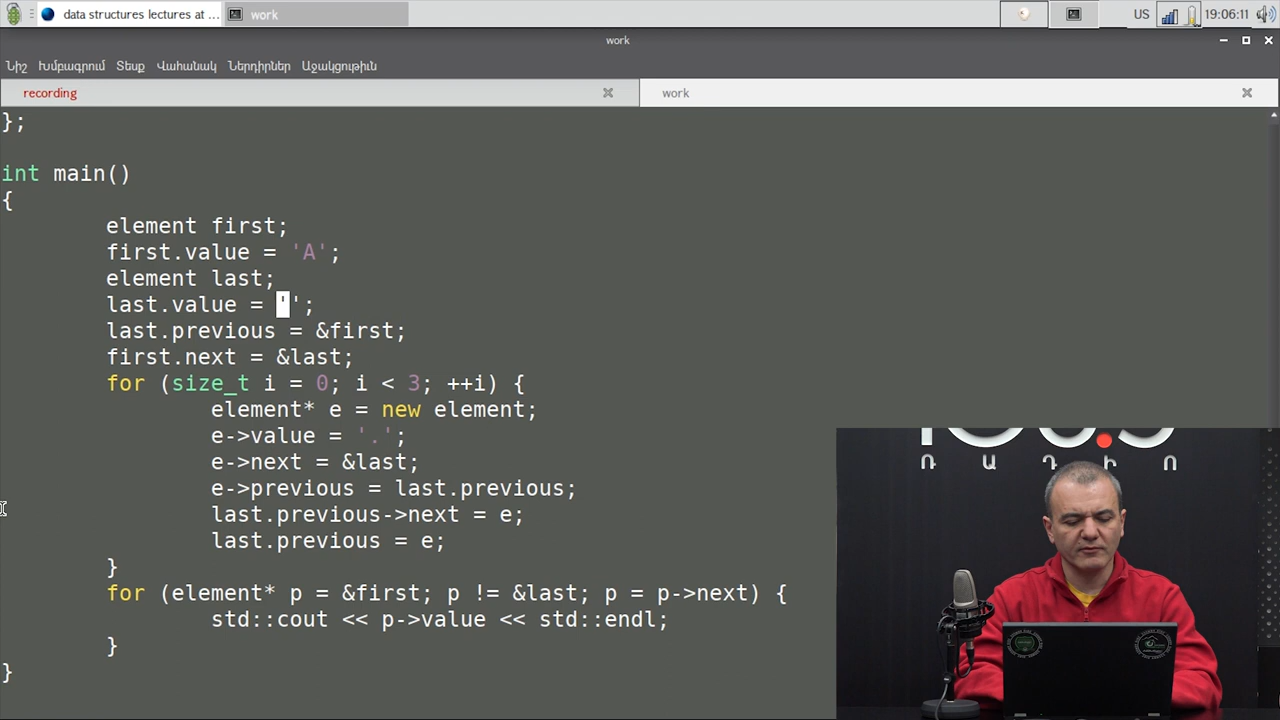 data structures lectures at ...
work
US
19:06:11
work
Նիշ Խմբագրում Տեսք Վահանակ Ներդիրներ Աջակցութիւն
recording
work
};
int main()
{
element first;
first.value = 'A';
element last;
last.value = '';
last.previous = &first;
first.next = &last;
for (size_t i = 0; i < 3; ++i) {
element* e = new element;
e->value = '.';
e->next = &last;
e->previous = last.previous;
last.previous->next = e;
last.previous = e;
}
for (element* p = &first; p != &last; p = p->next) {
std::cout << p->value << std::endl;
}
}
ՌԱԴԻՈ